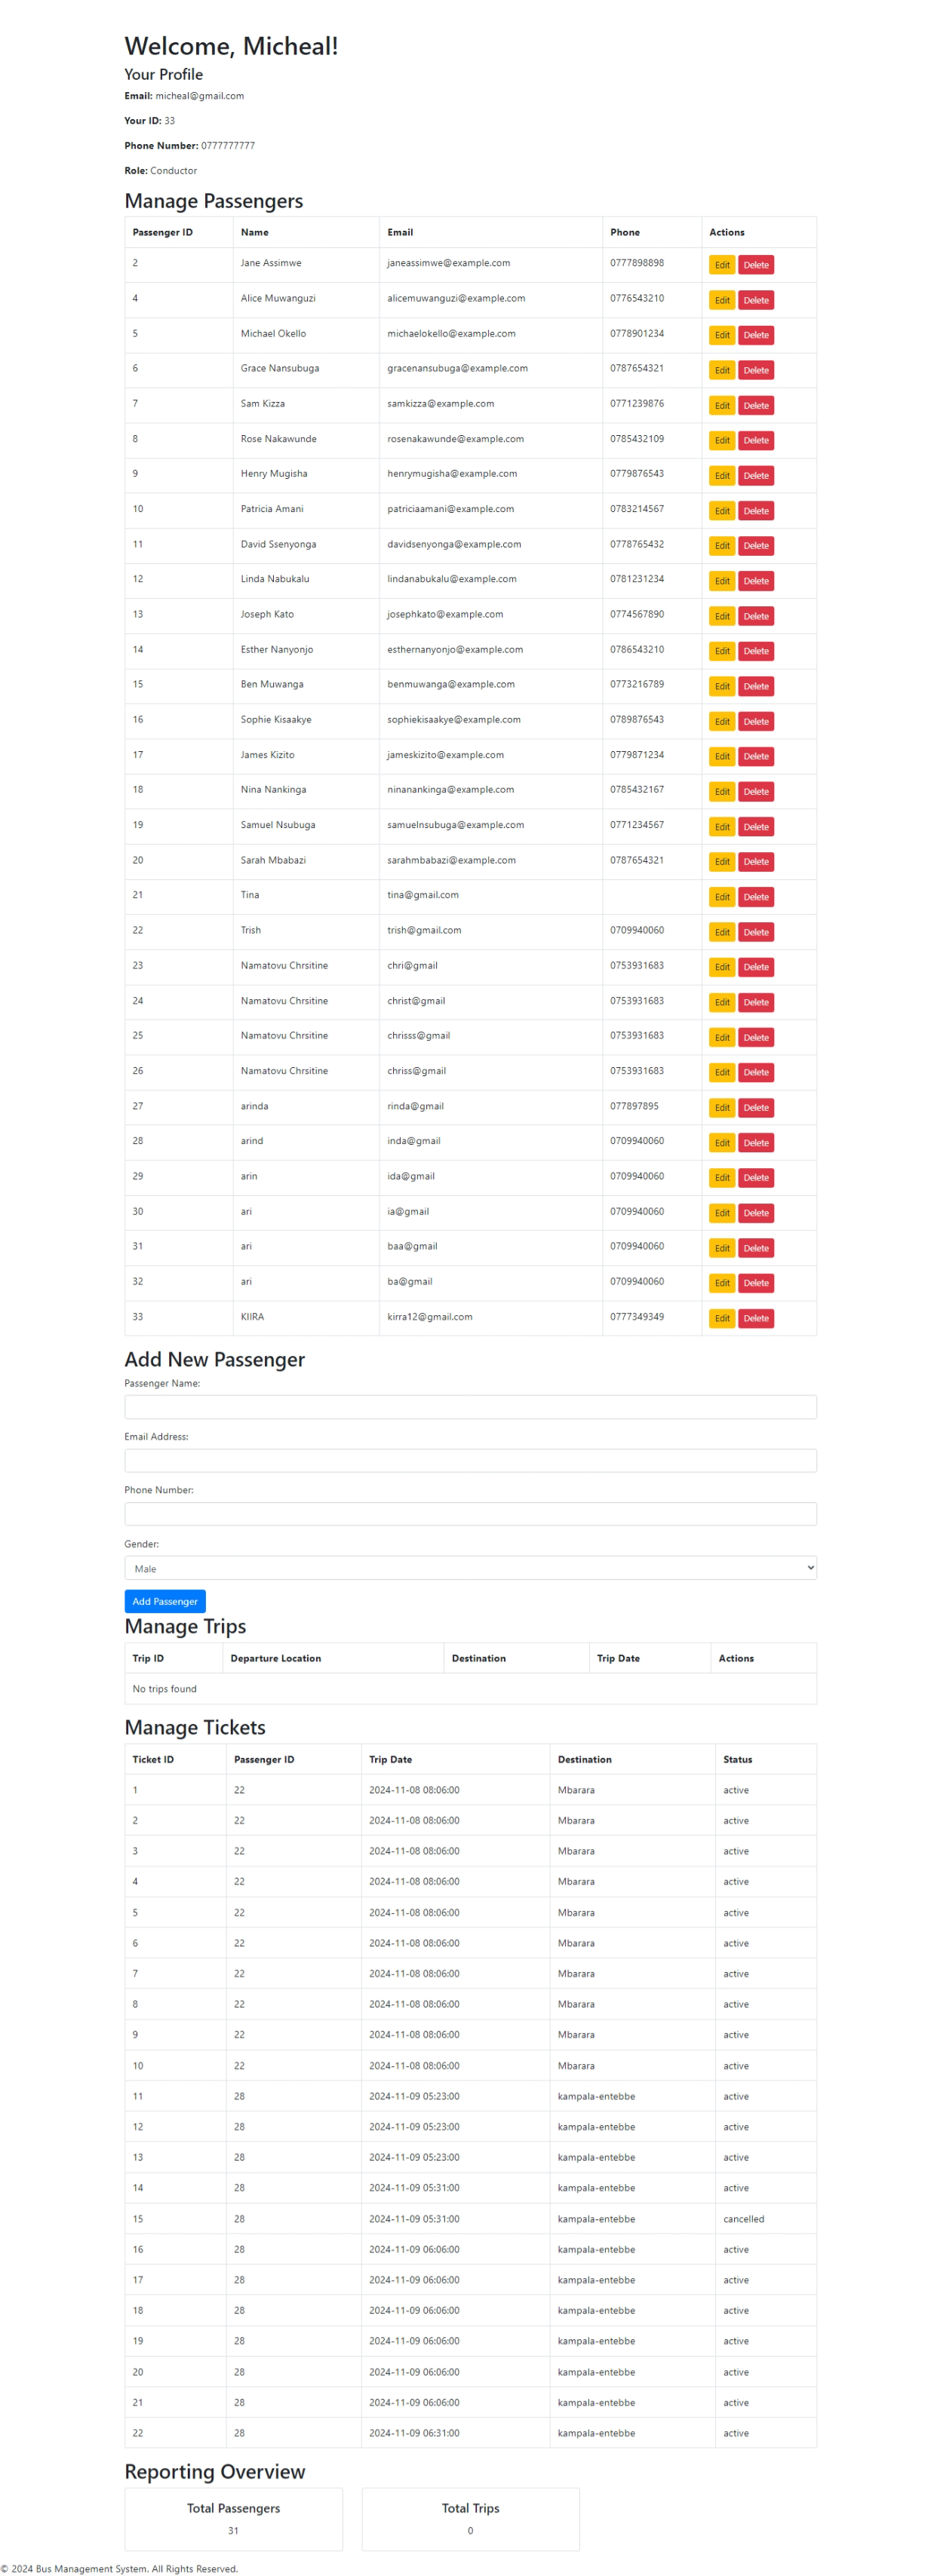 Welcome, Micheal!
Your Profile
Email: micheal@gmail.com
Your ID: 33
Phone Number: 0777777777
Role: Conductor
Manage Passengers
Passenger ID Name Email Phone Actions
2 Jane Assimwe janeassimwe@example.com 0777898898 Edit Delete
4 Alice Muwanguzi alicemuwanguzi@example.com 0776543210 Edit Delete
5 Michael Okello michaelokello@example.com 0778901234 Edit Delete
6 Grace Nansubuga gracenansubuga@example.com 0787654321 Edit Delete
7 Sam Kizza samkizza@example.com 0771239876 Edit Delete
8 Rose Nakawunde rosenakawunde@example.com 0785432109 Edit Delete
9 Henry Mugisha henrymugisha@example.com 0779876543 Edit Delete
10 Patricia Amani patriciaamani@example.com 0783214567 Edit Delete
11 David Ssenyonga davidsenyonga@example.com 0778765432 Edit Delete
12 Linda Nabukalu lindanabukalu@example.com 0781231234 Edit Delete
13 Joseph Kato josephkato@example.com 0774567890 Edit Delete
14 Esther Nanyonjo esthernanyonjo@example.com 0786543210 Edit Delete
15 Ben Muwanga benmuwanga@example.com 0773216789 Edit Delete
16 Sophie Kisaakye sophiekisaakye@example.com 0789876543 Edit Delete
17 James Kizito jameskizito@example.com 0779871234 Edit Delete
18 Nina Nankinga ninanankinga@example.com 0785432167 Edit Delete
19 Samuel Nsubuga samuelnsubuga@example.com 0771234567 Edit Delete
20 Sarah Mbabazi sarahmbabazi@example.com 0787654321 Edit Delete
21 Tina tina@gmail.com Edit Delete
22 Trish trish@gmail.com 0709940060 Edit Delete
23 Namatovu Chrsitine chri@gmail 0753931683 Edit Delete
24 Namatovu Chrsitine christ@gmail 0753931683 Edit Delete
25 Namatovu Chrsitine chrisss@gmail 0753931683 Edit Delete
26 Namatovu Chrsitine chriss@gmail 0753931683 Edit Delete
27 arinda rinda@gmail 077897895 Edit Delete
28 arind inda@gmail 0709940060 Edit Delete
29 arin ida@gmail 0709940060 Edit Delete
30 ari ia@gmail 0709940060 Edit Delete
31 ari baa@gmail 0709940060 Edit Delete
32 ari ba@gmail 0709940060 Edit Delete
33 KIIRA kirra12@gmail.com 0777349349 Edit Delete
Add New Passenger
Passenger Name:
Email Address:
Phone Number:
Gender:
Male
Add Passenger
Manage Trips
Trip ID Departure Location Destination Trip Date Actions
No trips found
Manage Tickets
Ticket ID Passenger ID Trip Date Destination Status
1 22 2024-11-08 08:06:00 Mbarara active
2 22 2024-11-08 08:06:00 Mbarara active
3 22 2024-11-08 08:06:00 Mbarara active
4 22 2024-11-08 08:06:00 Mbarara active
5 22 2024-11-08 08:06:00 Mbarara active
6 22 2024-11-08 08:06:00 Mbarara active
7 22 2024-11-08 08:06:00 Mbarara active
8 22 2024-11-08 08:06:00 Mbarara active
9 22 2024-11-08 08:06:00 Mbarara active
10 22 2024-11-08 08:06:00 Mbarara active
11 28 2024-11-09 05:23:00 kampala-entebbe active
12 28 2024-11-09 05:23:00 kampala-entebbe active
13 28 2024-11-09 05:23:00 kampala-entebbe active
14 28 2024-11-09 05:31:00 kampala-entebbe active
15 28 2024-11-09 05:31:00 kampala-entebbe cancelled
16 28 2024-11-09 06:06:00 kampala-entebbe active
17 28 2024-11-09 06:06:00 kampala-entebbe active
18 28 2024-11-09 06:06:00 kampala-entebbe active
19 28 2024-11-09 06:06:00 kampala-entebbe active
20 28 2024-11-09 06:06:00 kampala-entebbe active
21 28 2024-11-09 06:06:00 kampala-entebbe active
22 28 2024-11-09 06:31:00 kampala-entebbe active
Reporting Overview
Total Passengers Total Trips
31 0
© 2024 Bus Management System. All Rights Reserved.